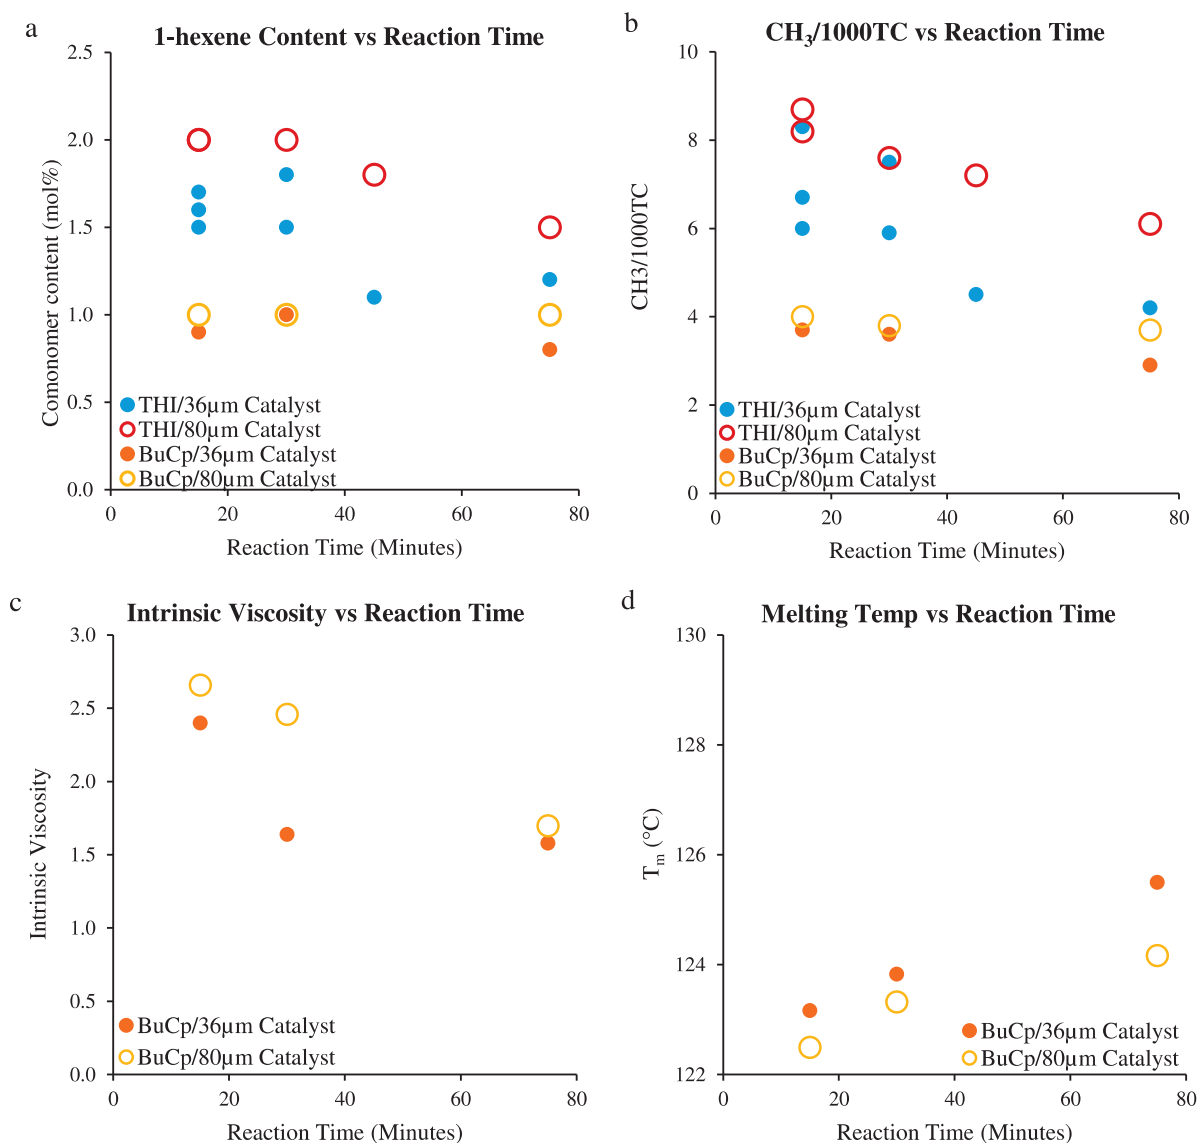 a
1-hexene Content vs Reaction Time
Comonomer content (mol%)
2.5
2.0
1.5
1.0
0.5
0.0
THI/36µm Catalyst
THI/80µm Catalyst
BuCp/36µm Catalyst
BuCp/80µm Catalyst
0 20 40 60 80
Reaction Time (Minutes)
b
CH3/1000TC vs Reaction Time
CH3/1000TC
10
8
6
4
2
0
THI/36µm Catalyst
THI/80µm Catalyst
BuCp/36µm Catalyst
BuCp/80µm Catalyst
0 20 40 60 80
Reaction Time (Minutes)
c
Intrinsic Viscosity vs Reaction Time
Intrinsic Viscosity
3.0
2.5
2.0
1.5
1.0
0.5
0.0
BuCp/36µm Catalyst
BuCp/80µm Catalyst
0 20 40 60 80
Reaction Time (Minutes)
d
Melting Temp vs Reaction Time
Tm (°C)
130
128
126
124
122
BuCp/36µm Catalyst
BuCp/80µm Catalyst
0 20 40 60 80
Reaction Time (Minutes)